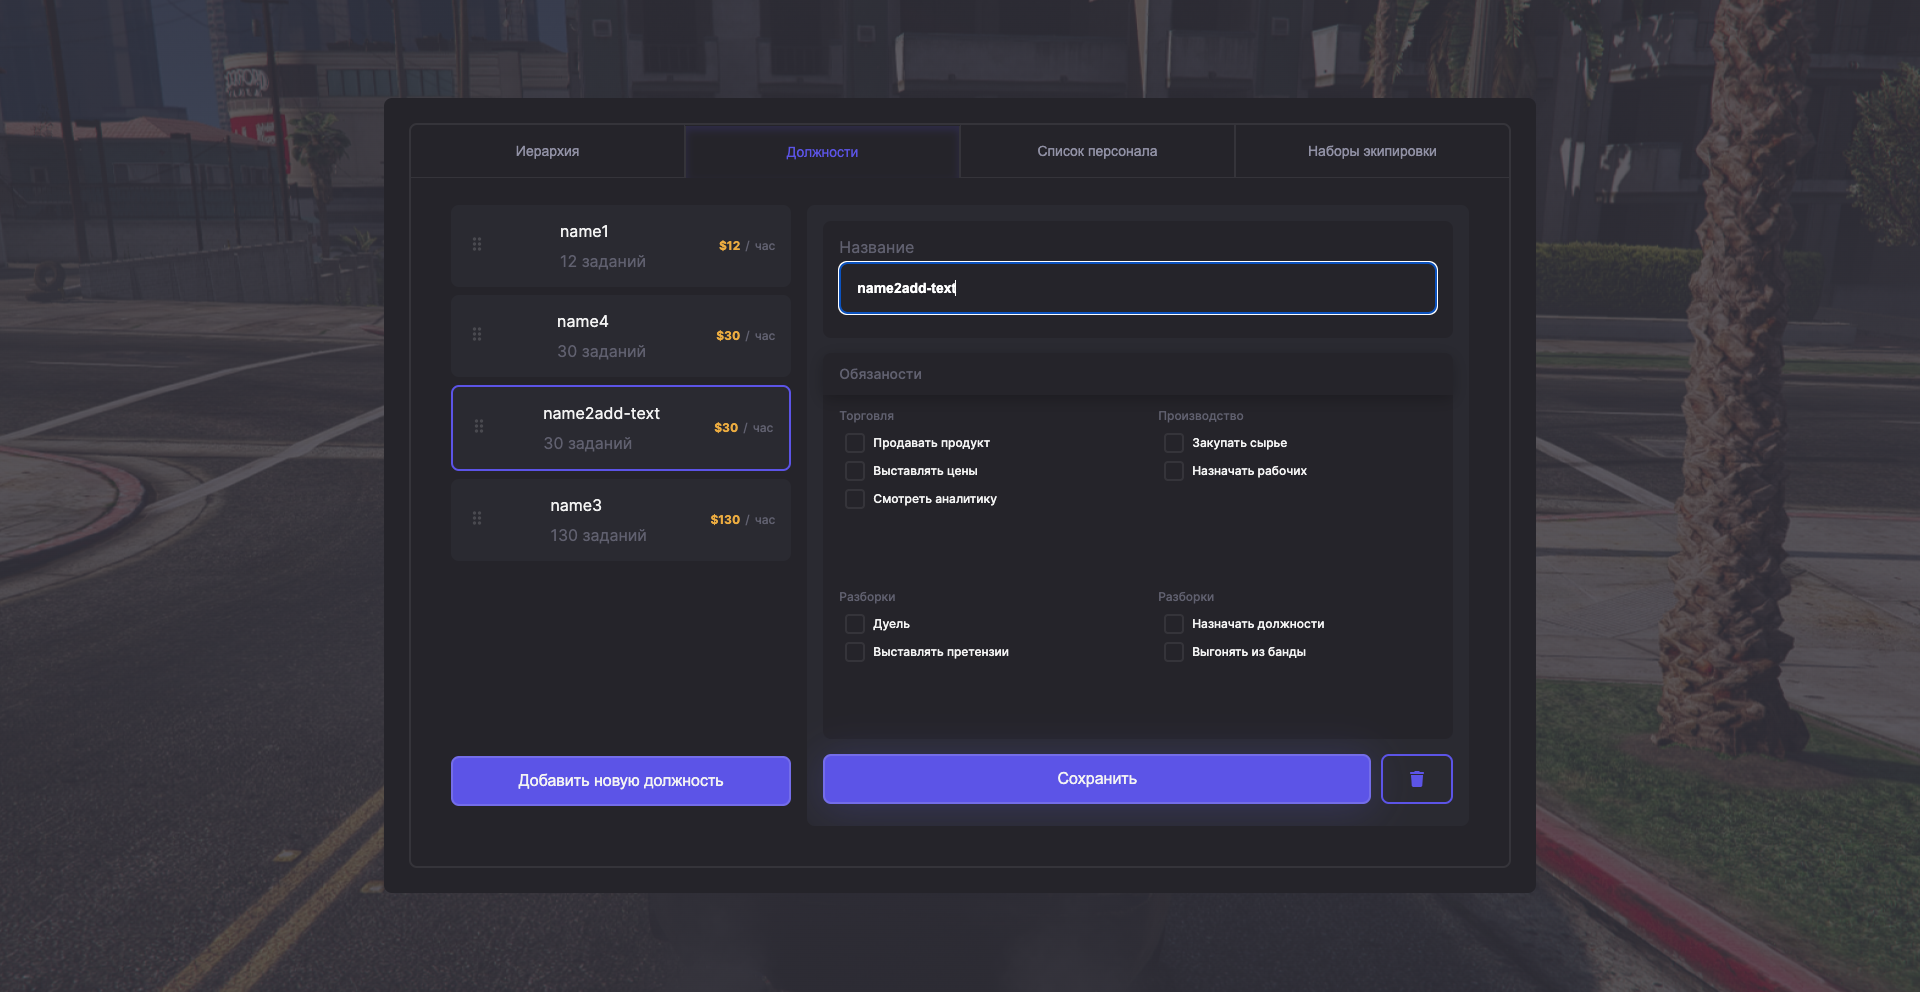 Иерархия
Должности
Список персонала
Наборы экипировки
name1
12 заданий
$12 / час
name4
30 заданий
$30 / час
name2add-text
30 заданий
$30 / час
name3
130 заданий
$130 / час
Добавить новую должность
Название
name2add-text
Обязаности
Торговля
Продавать продукт
Выставлять цены
Смотреть аналитику
Производство
Закупать сырье
Назначать рабочих
Разборки
Дуель
Выставлять претензии
Разборки
Назначать должности
Выгонять из банды
Сохранить